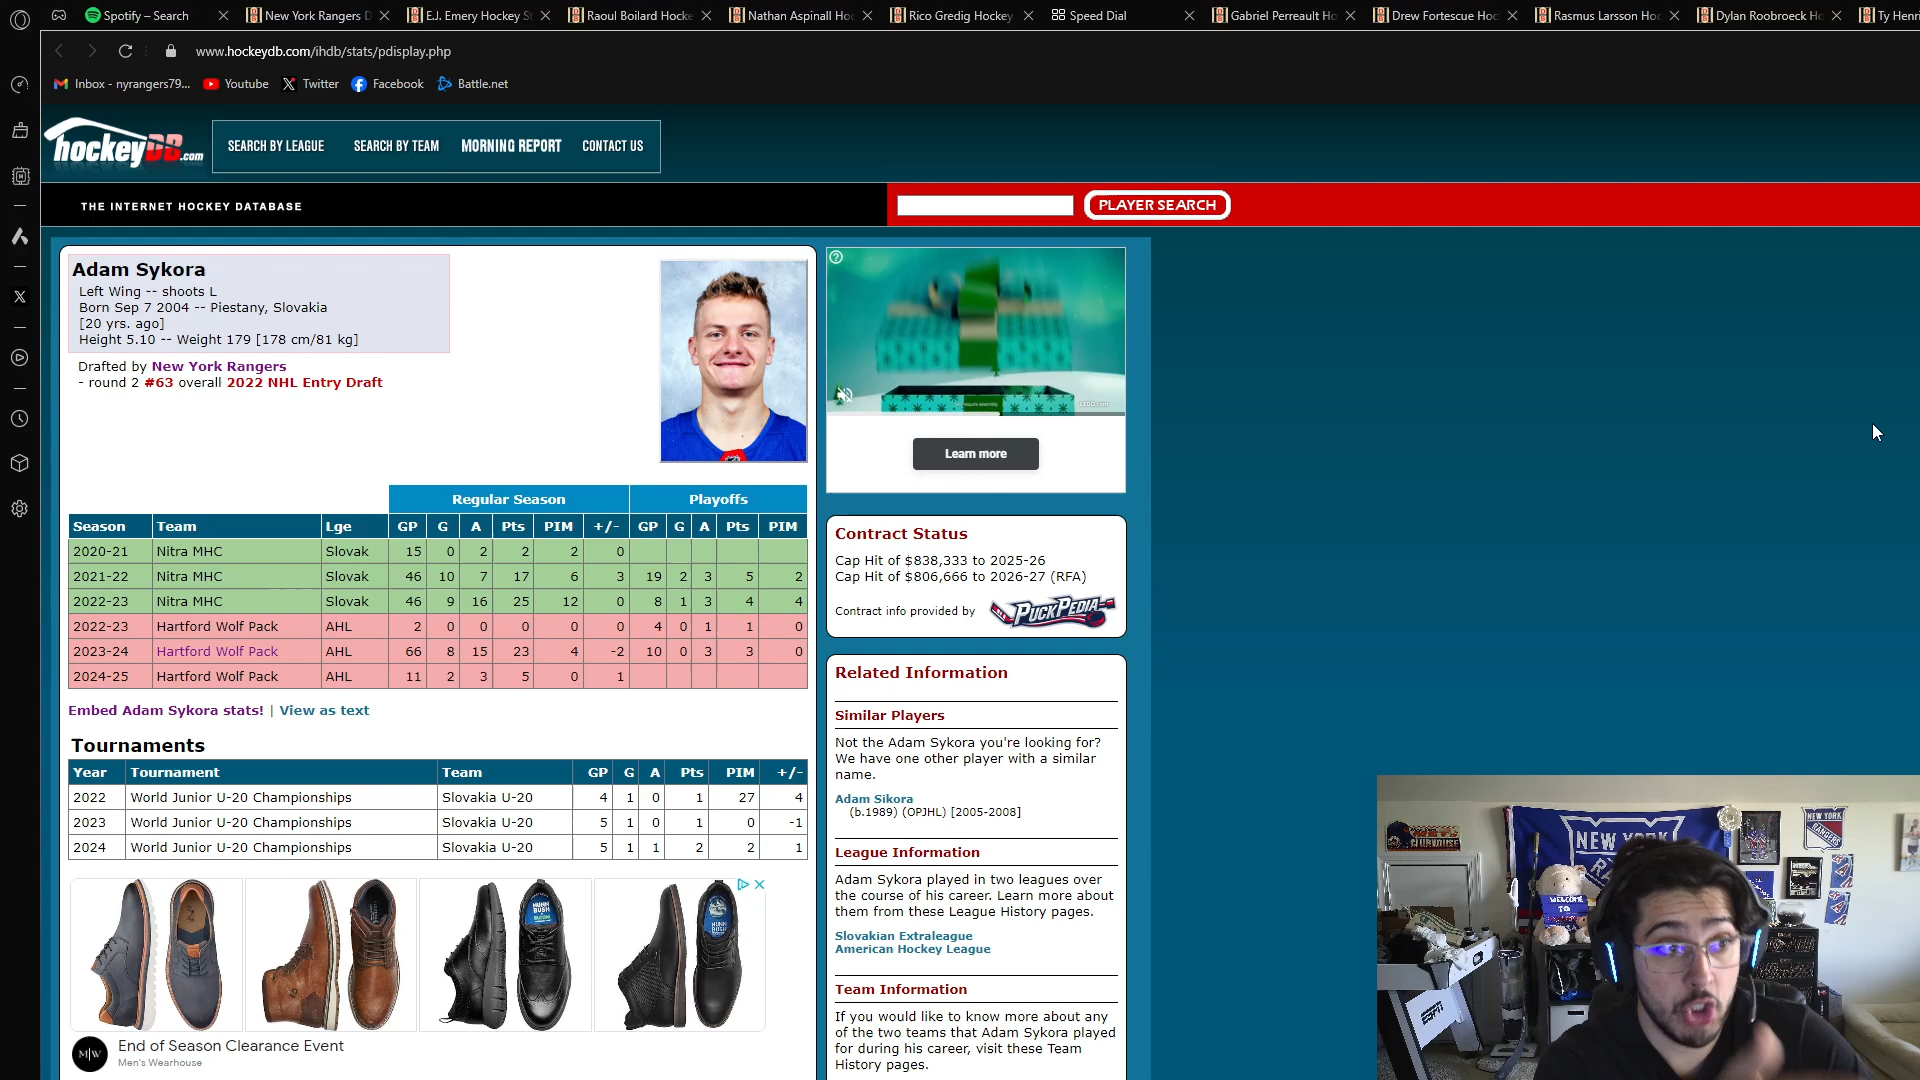 Spotify – Search
New York Rangers D
E.J. Emery Hockey St
Raoul Boilard Hocke
Nathan Aspinall Hoc
Rico Gredig Hockey
Speed Dial
Gabriel Perreault Ho
Drew Fortescue Hoc
Rasmus Larsson Hoc
Dylan Roobroeck Ho
Ty Henri
www.hockeydb.com/ihdb/stats/pdisplay.php
Inbox - nyrangers79...
Youtube
Twitter
Facebook
Battle.net
hockeyDB.com
SEARCH BY LEAGUE
SEARCH BY TEAM
MORNING REPORT
CONTACT US
THE INTERNET HOCKEY DATABASE
PLAYER SEARCH
Adam Sykora
Left Wing -- shoots L
Born Sep 7 2004 -- Piestany, Slovakia
[20 yrs. ago]
Height 5.10 -- Weight 179 [178 cm/81 kg]
Drafted by New York Rangers
- round 2 #63 overall 2022 NHL Entry Draft
Regular Season Playoffs
Season Team Lge GP G A Pts PIM +/- GP G A Pts PIM
2020-21 Nitra MHC Slovak 15 0 2 2 2 0
2021-22 Nitra MHC Slovak 46 10 7 17 6 3 19 2 3 5 2
2022-23 Nitra MHC Slovak 46 9 16 25 12 0 8 1 3 4 4
2022-23 Hartford Wolf Pack AHL 2 0 0 0 0 0 4 0 1 1 0
2023-24 Hartford Wolf Pack AHL 66 8 15 23 4 -2 10 0 3 3 0
2024-25 Hartford Wolf Pack AHL 11 2 3 5 0 1
Embed Adam Sykora stats! | View as text
Tournaments
Year Tournament Team GP G A Pts PIM +/-
2022 World Junior U-20 Championships Slovakia U-20 4 1 0 1 27 4
2023 World Junior U-20 Championships Slovakia U-20 5 1 0 1 0 -1
2024 World Junior U-20 Championships Slovakia U-20 5 1 1 2 2 1
NUNN BUSH
End of Season Clearance Event
M|W
Men's Wearhouse
Learn more
Contract Status
Cap Hit of $838,333 to 2025-26
Cap Hit of $806,666 to 2026-27 (RFA)
Contract info provided by PUCKPEDIA
Related Information
Similar Players
Not the Adam Sykora you're looking for?
We have one other player with a similar
name.
Adam Sikora
(b.1989) (OPJHL) [2005-2008]
League Information
Adam Sykora played in two leagues over
the course of his career. Learn more about
them from these League History pages.
Slovakian Extraleague
American Hockey League
Team Information
If you would like to know more about any
of the two teams that Adam Sykora played
for during his career, visit these Team
History pages.
NEW YORK
RA
NEW YORK
RANGERS
WELCOME
TO
ESPN